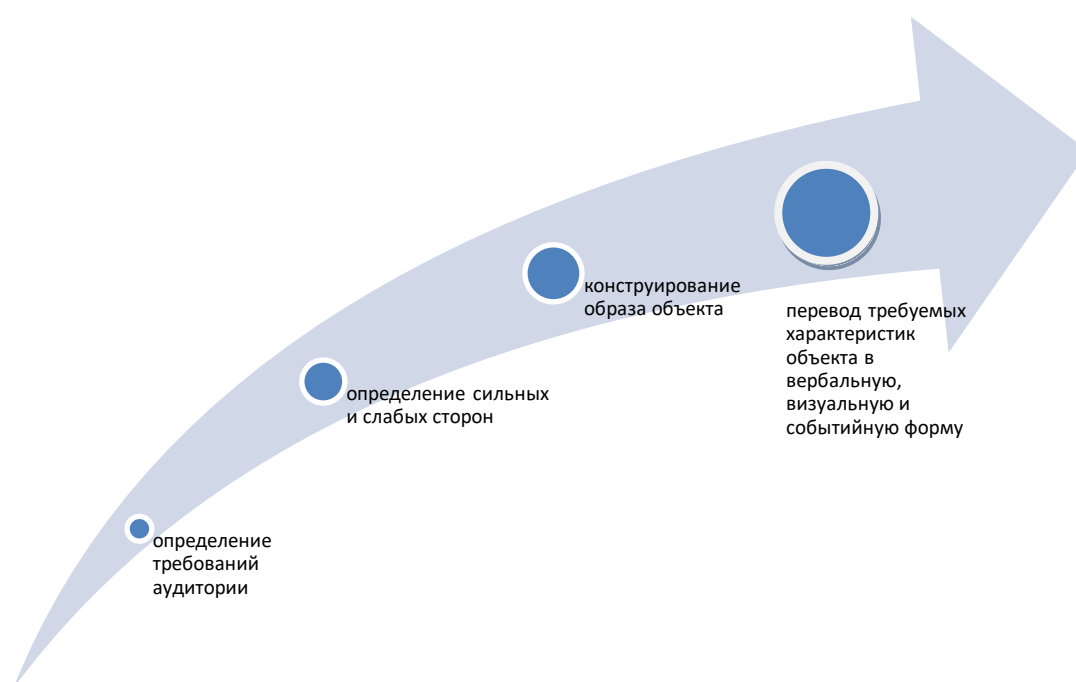 определение
требований
аудитории
определение сильных
и слабых сторон
конструирование
образа объекта
перевод требуемых
характеристик
объекта в
вербальную,
визуальную и
событийную форму